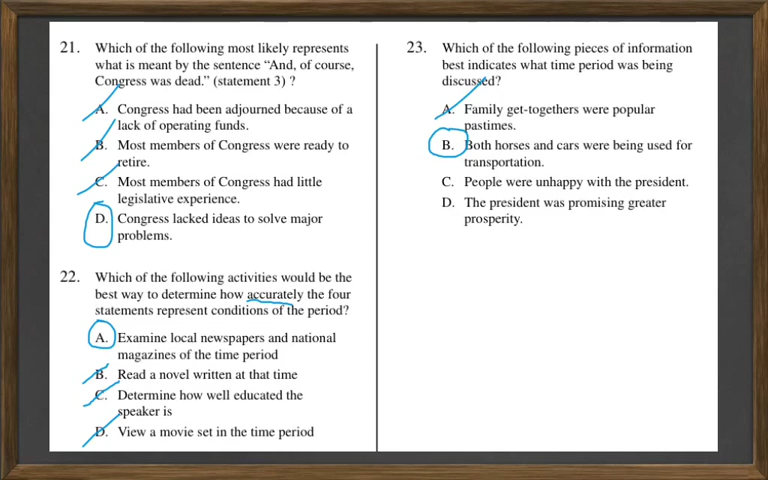 21. Which of the following most likely represents
what is meant by the sentence “And, of course,
Congress was dead.” (statement 3) ?
A. Congress had been adjourned because of a
lack of operating funds.
B. Most members of Congress were ready to
retire.
C. Most members of Congress had little
legislative experience.
D. Congress lacked ideas to solve major
problems.
22. Which of the following activities would be the
best way to determine how accurately the four
statements represent conditions of the period?
A. Examine local newspapers and national
magazines of the time period
B. Read a novel written at that time
C. Determine how well educated the
speaker is
D. View a movie set in the time period
23. Which of the following pieces of information
best indicates what time period was being
discussed?
A. Family get-togethers were popular
pastimes.
B. Both horses and cars were being used for
transportation.
C. People were unhappy with the president.
D. The president was promising greater
prosperity.